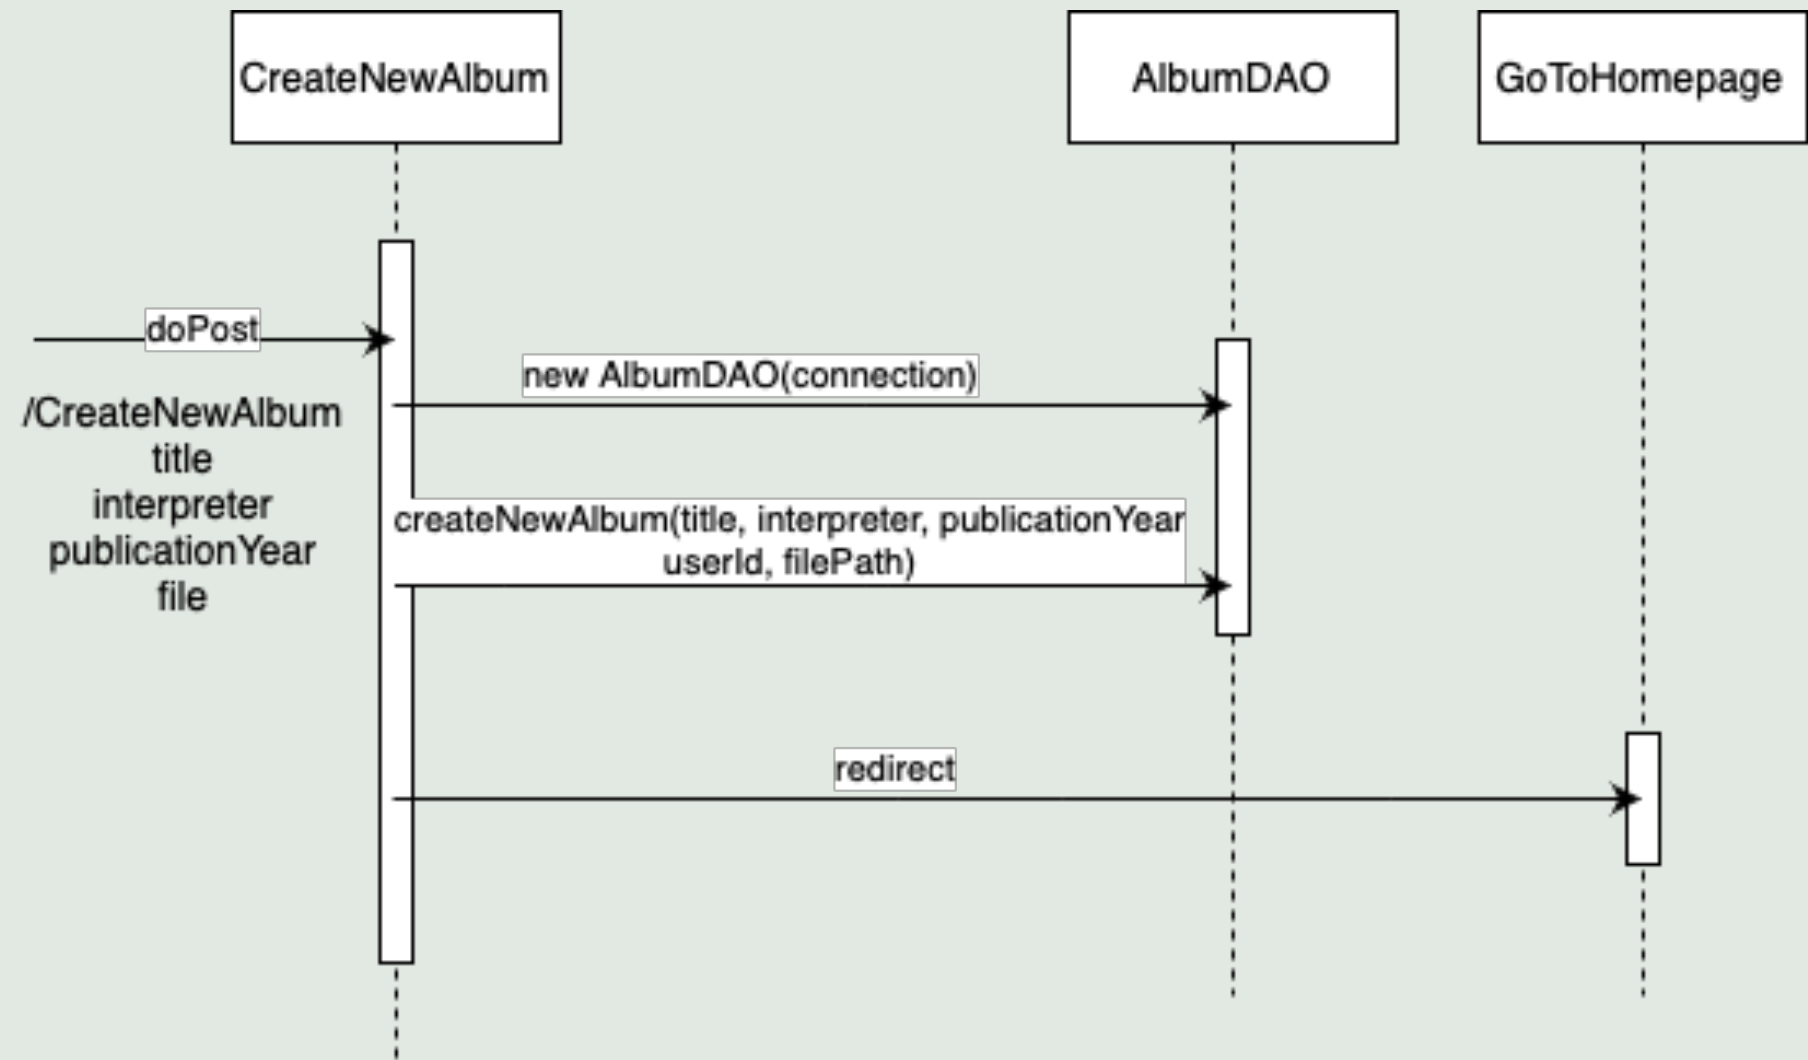 CreateNewAlbum
AlbumDAO
GoToHomepage
doPost
/CreateNewAlbum
title
interpreter
publicationYear
file
new AlbumDAO(connection)
createNewAlbum(title, interpreter, publicationYear
userId, filePath)
redirect